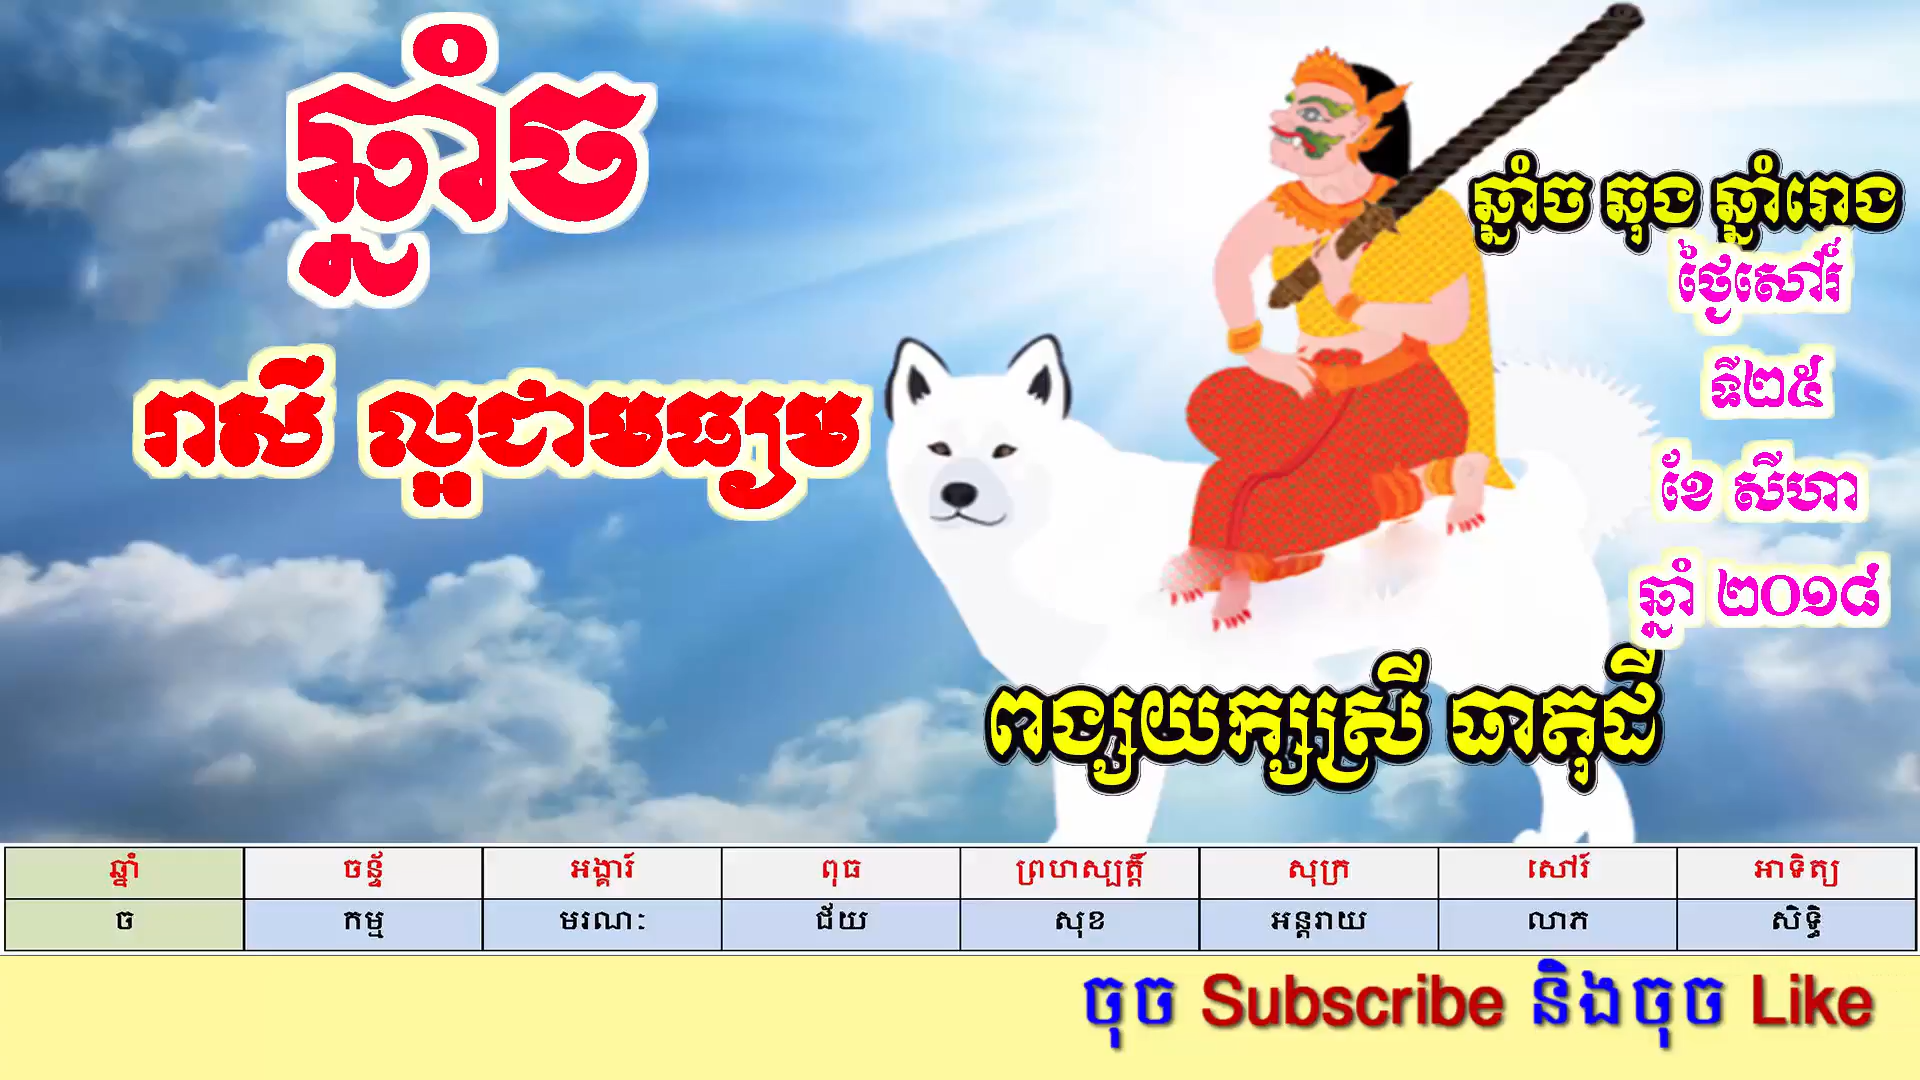 ឆ្នាំច
រាសី ល្អជាមធ្យម
ឆ្នាំច ឆុង ឆ្នាំរោង
ថ្ងៃសៅរ៍
ទី២៥
ខែ សីហា
ឆ្នាំ ២០១៨
ពង្សយក្សស្រី ធាតុដី
ឆ្នាំ ចន្ទ័ អង្គារ៍ ពុធ ព្រហស្បត្តិ៍ សុក្រ សៅរ៍ អាទិត្យ
ច កម្ម មរណៈ ជ័យ សុខ អន្តរាយ លាភ សិទ្ធិ
ចុច Subscribe និងចុច Like